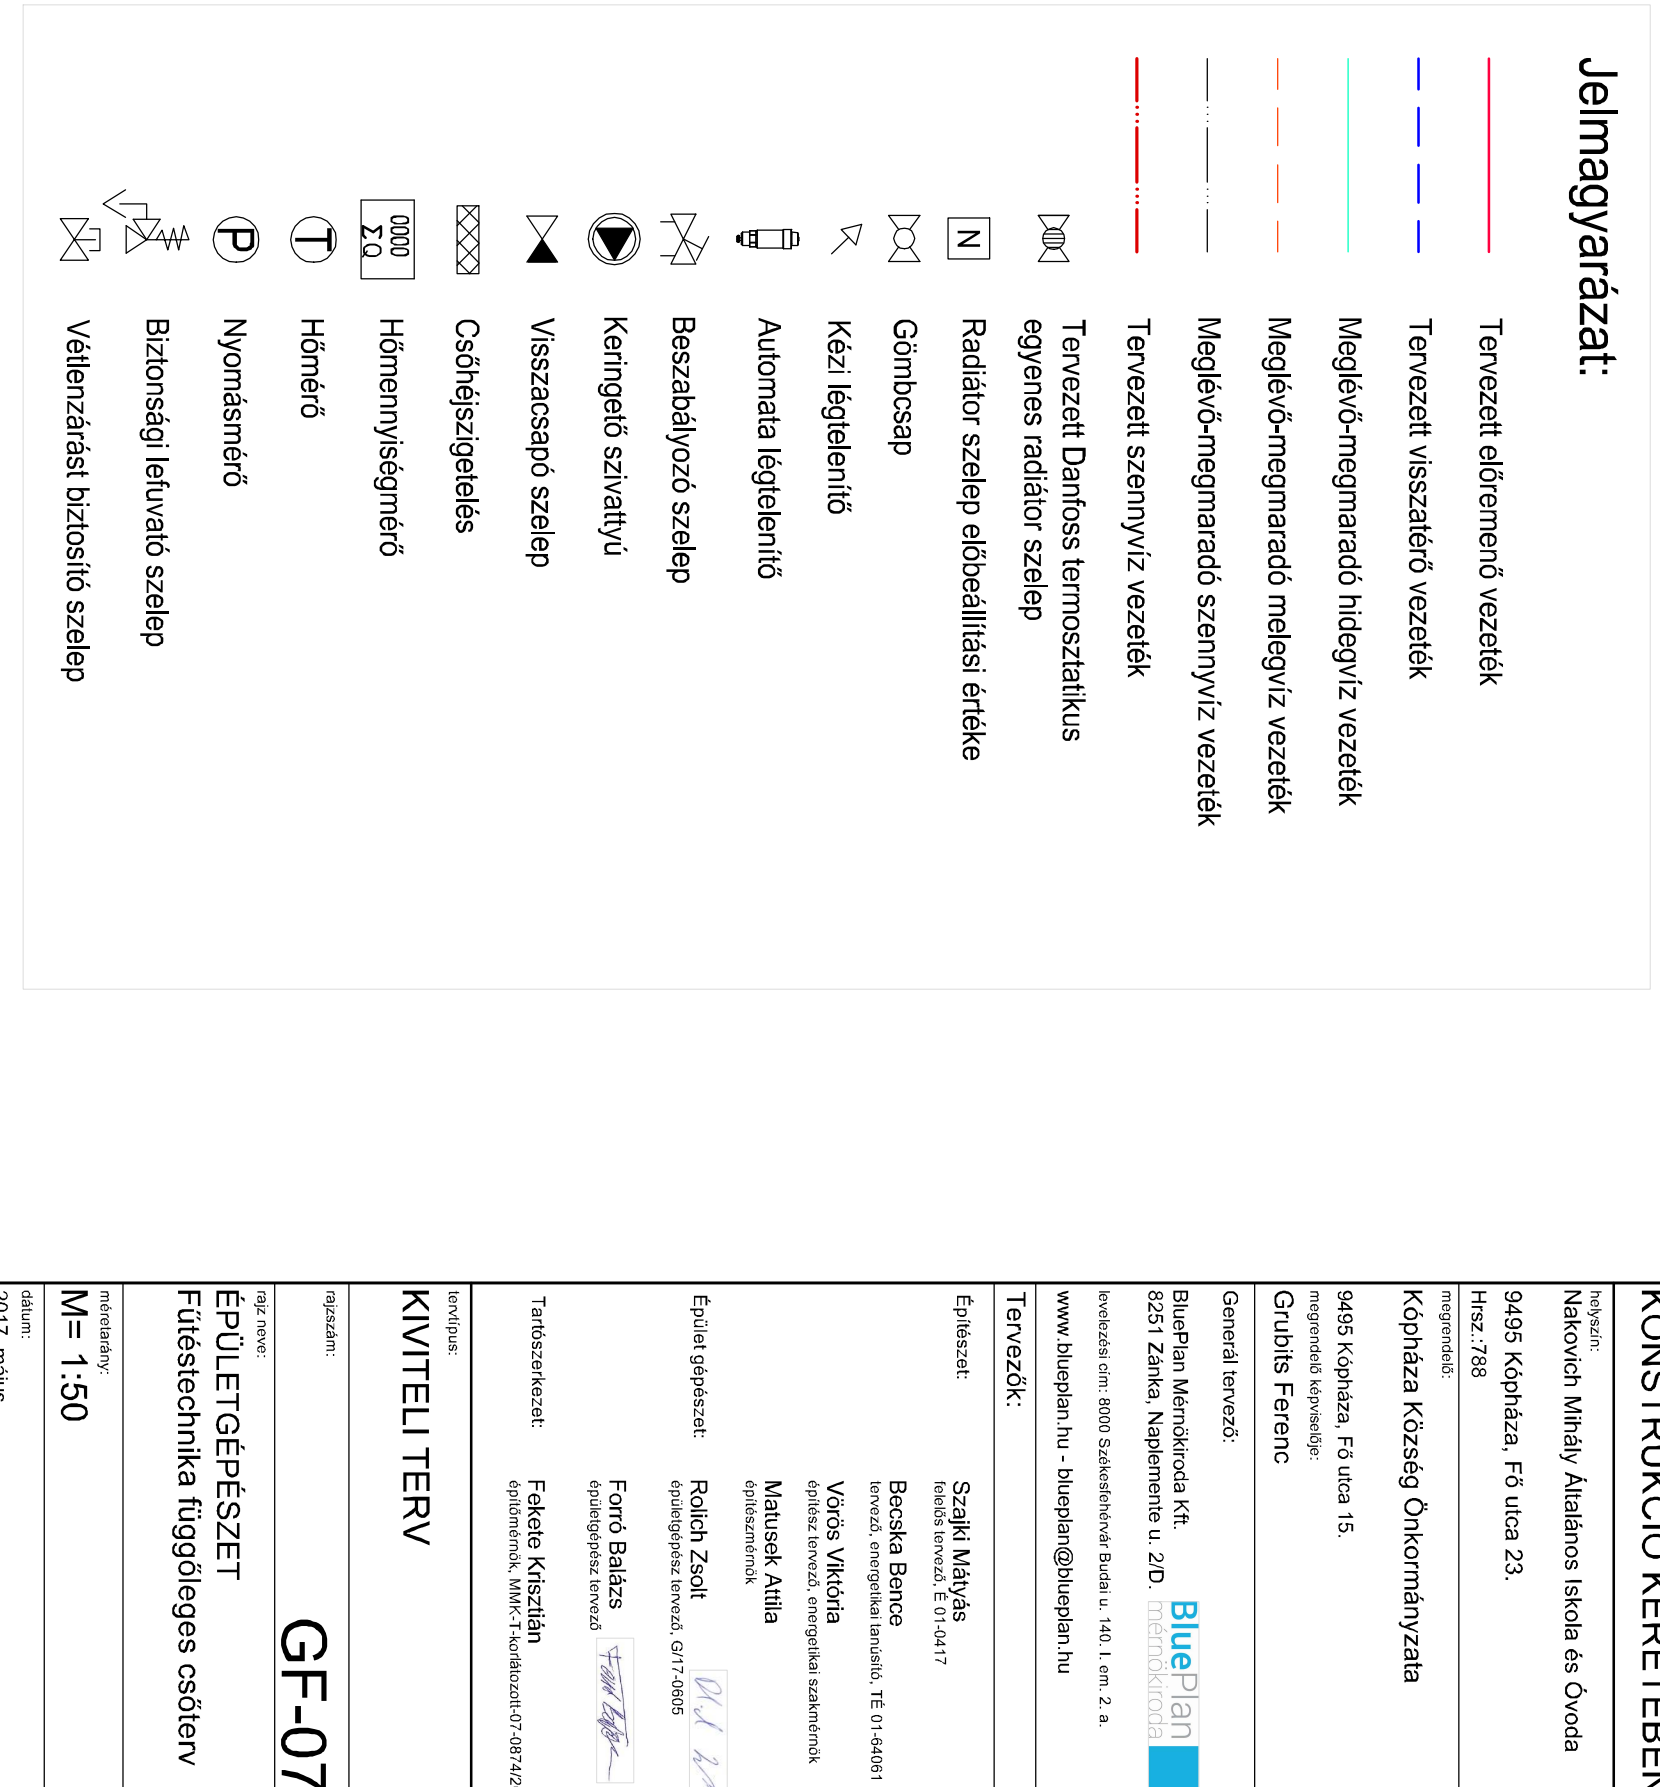 Jelmagyarázat:
Tervezett előremenő vezeték
Tervezett visszatérő vezeték
Meglévő-megmaradó hidegvíz vezeték
Meglévő-megmaradó melegvíz vezeték
Meglévő-megmaradó szennyvíz vezeték
Tervezett szennyvíz vezeték
Tervezett Danfoss termosztatikus
egyenes radiátor szelep
N Radiátor szelep előbeállítási értéke
Gömbcsap
Kézi légtelenítő
Automata légtelenítő
Beszabályozó szelep
Keringető szivattyú
Visszacsapó szelep
Csőhéjszigetelés
0000
ΣQ
Hőmennyiségmérő
T Hőmérő
P Nyomásmérő
Biztonsági lefuvató szelep
Vétlenzárást biztosító szelep
KONSTRUKCIÓ KERETÉBEN
helyszín:
Nakovich Mihály Általános Iskola és Óvoda
9495 Kópháza, Fő utca 23.
Hrsz.:788
megrendelő:
Kópháza Község Önkormányzata
9495 Kópháza, Fő utca 15.
megrendelő képviselője:
Grubits Ferenc
Generál tervező:
BluePlan Mérnökiroda Kft.
8251 Zánka, Naplemente u. 2/D.
BluePlan
mérnökiroda
levelezési cím: 8000 Székesfehérvár Budai u. 140. I. em. 2. a.
www.blueplan.hu - blueplan@blueplan.hu
Tervezők:
Építészet: Szajki Mátyás
felelős tervező, É 01-0417
Becska Bence
tervező, energetikai tanúsító, TÉ 01-64061
Vörös Viktória
építész tervező, energetikai szakmérnök
Matusek Attila
építészmérnök
Épület gépészet: Rolich Zsolt
épületgépész tervező, G/17-0605
Forró Balázs
épületgépész tervező
Tartószerkezet: Fekete Krisztián
építőmérnök, MMK-T-korlátozott-07-0874/2
tervtípus:
KIVITELI TERV
rajzszám:
GF-07
rajz neve:
ÉPÜLETGÉPÉSZET
Fűtéstechnika függőleges csőterv
méretarány:
M= 1:50
dátum:
2017. május